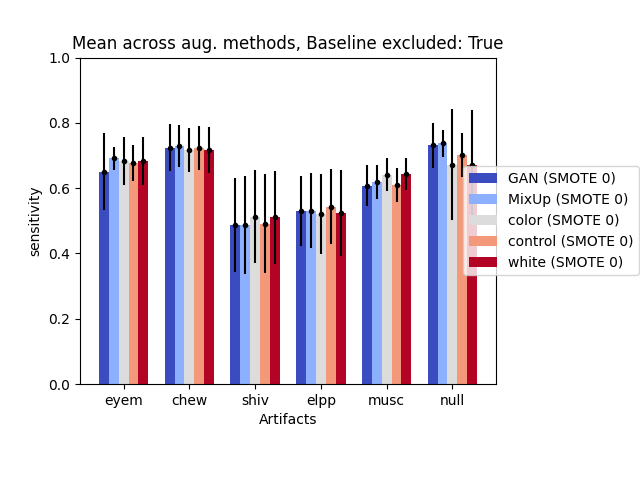 Mean across aug. methods, Baseline excluded: True
1.0
0.8
0.6
0.4
0.2
0.0
sensitivity
eyem chew shiv elpp musc null
Artifacts
GAN (SMOTE 0)
MixUp (SMOTE 0)
color (SMOTE 0)
control (SMOTE 0)
white (SMOTE 0)